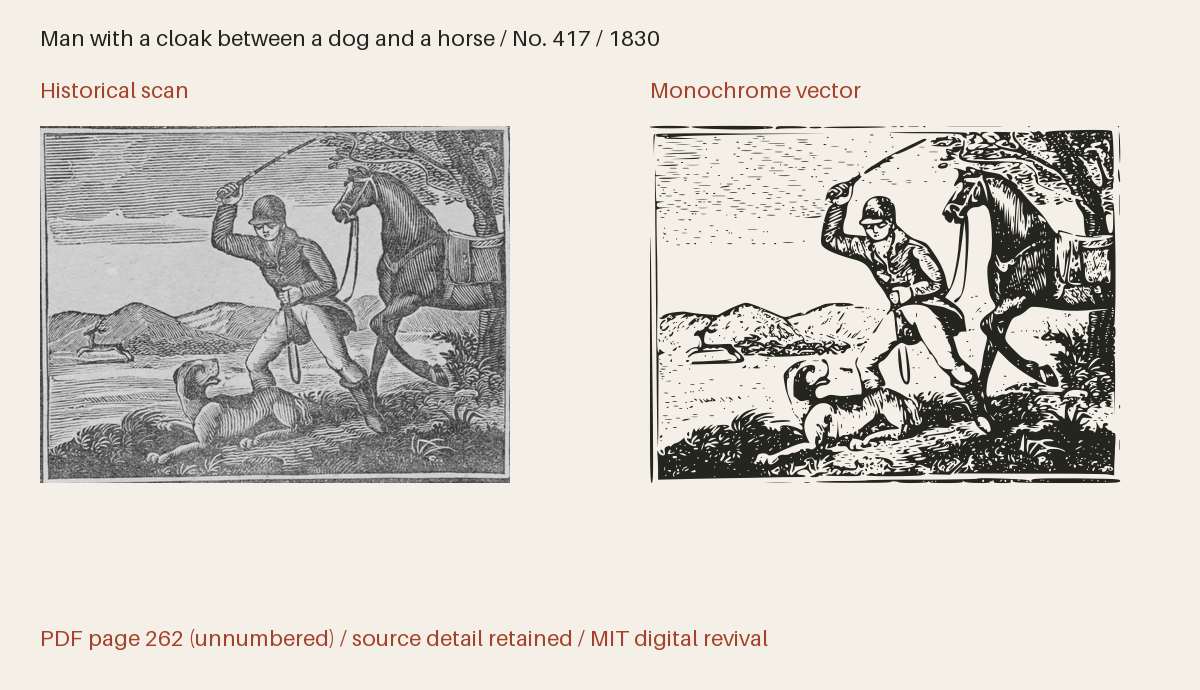 Man with a cloak between a dog and a horse / No. 417 / 1830
Historical scan
Monochrome vector
PDF page 262 (unnumbered) / source detail retained / MIT digital revival